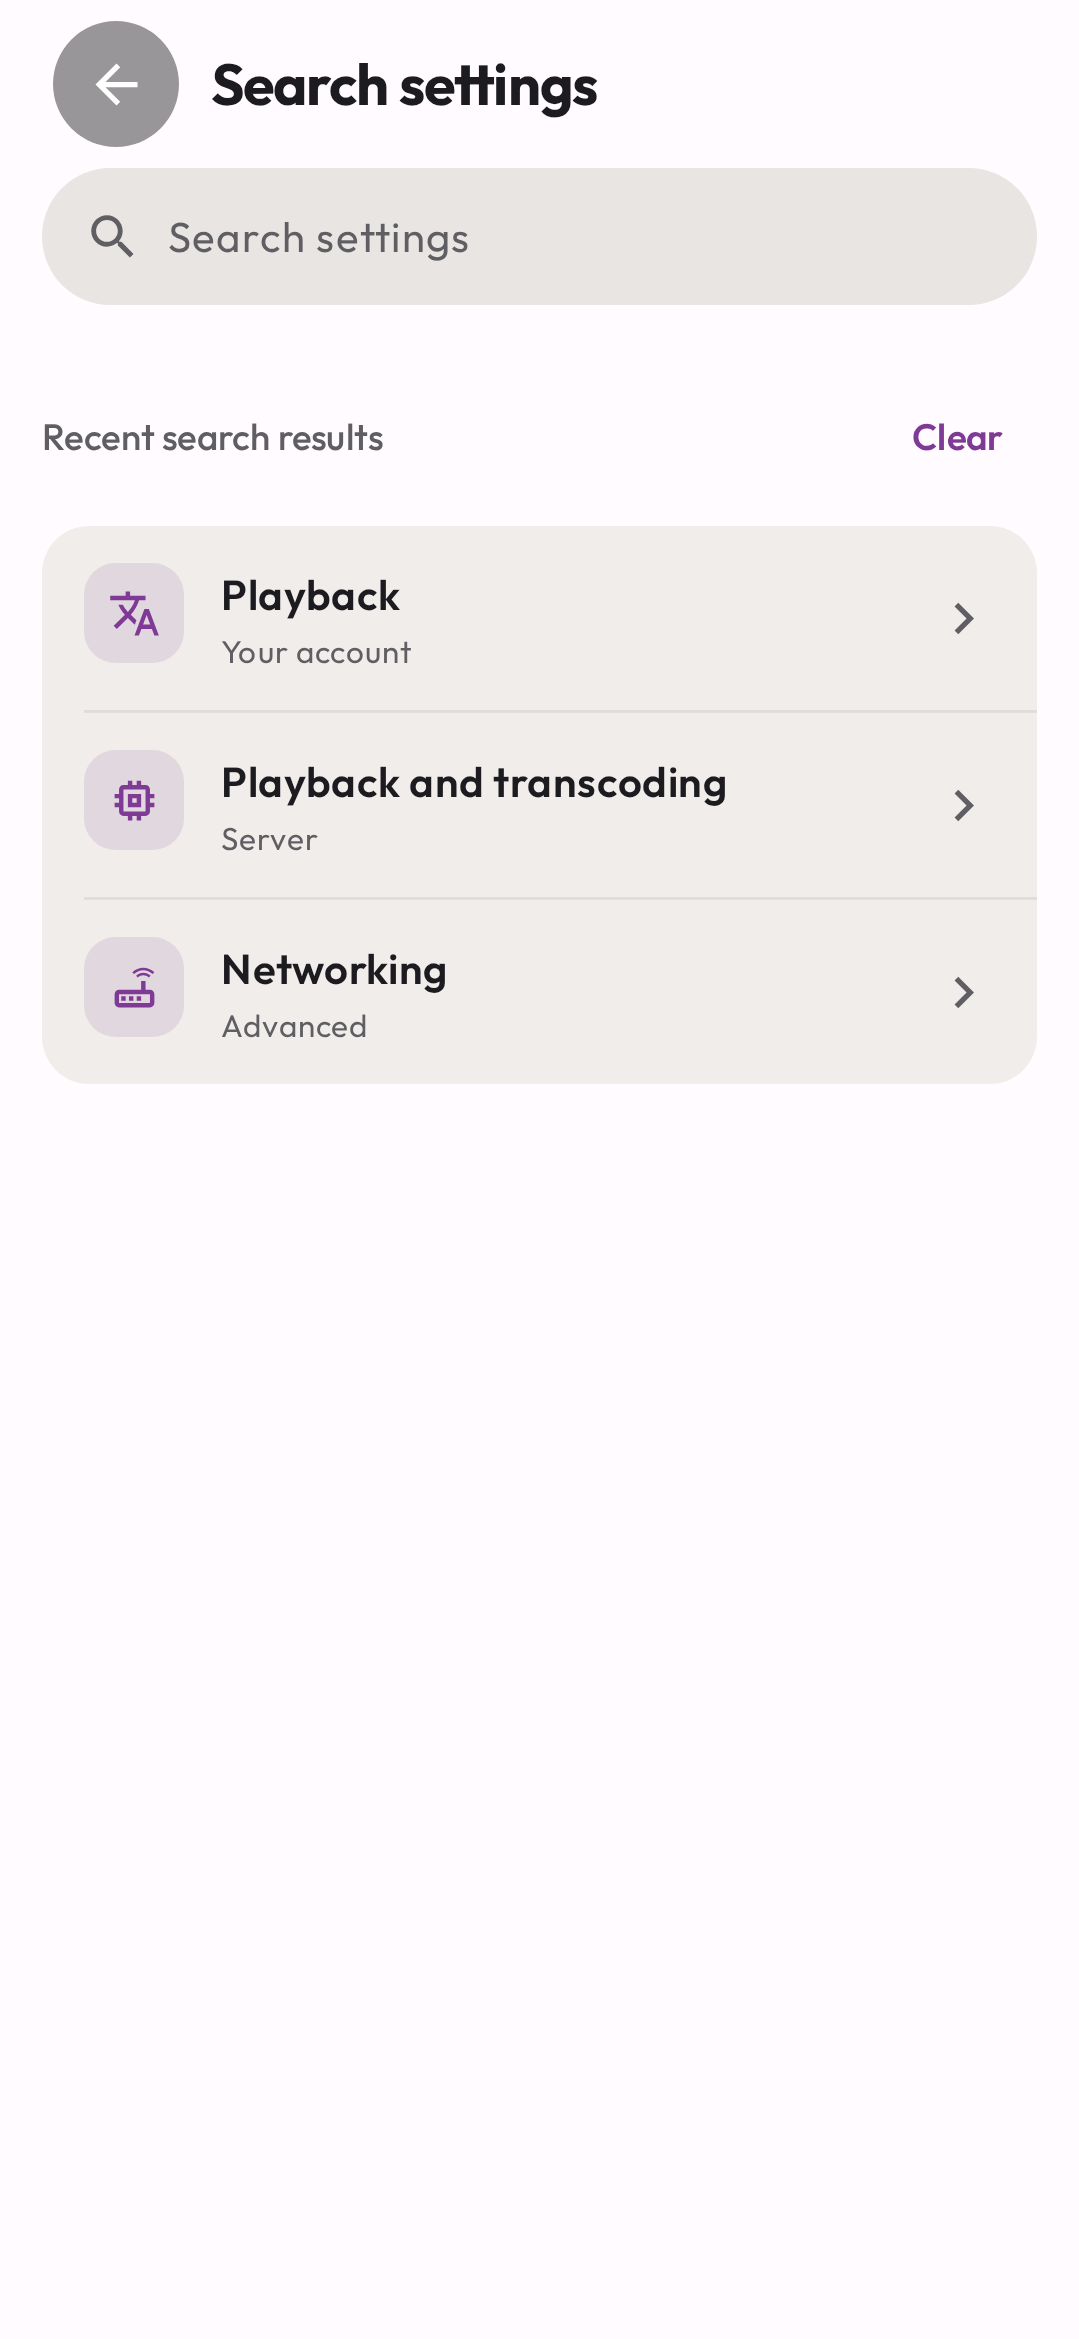 Search settings
Search settings
Recent search results
Clear
Playback
Your account
Playback and transcoding
Server
Networking
Advanced